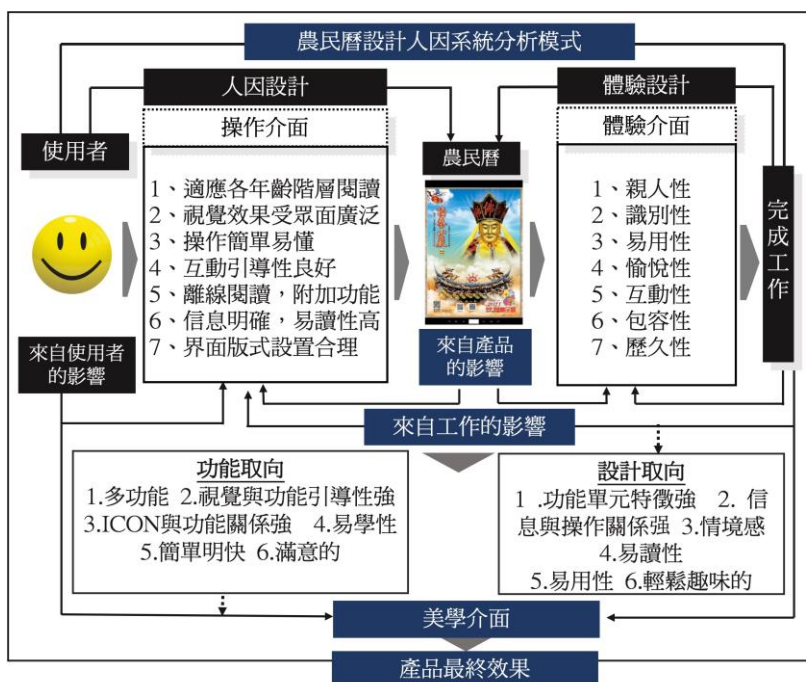 農民曆設計人因系統分析模式
人因設計
體驗設計
使用者
操作介面
農民曆
體驗介面
1、適應各年齡階層閱讀
2、視覺效果受眾面廣泛
3、操作簡單易懂
4、互動引導性良好
5、離線閱讀，附加功能
6、信息明確，易讀性高
7、界面版式設置合理
1、親人性
2、識別性
3、易用性
4、愉悅性
5、互動性
6、包容性
7、歷久性
完成工作
來自使用者
的影響
來自產品
的影響
來自工作的影響
功能取向
1.多功能 2.視覺與功能引導性強
3.ICON與功能關係強 4.易學性
5.簡單明快 6.滿意的
設計取向
1 .功能單元特徵強 2. 信
息與操作關係强 3.情境感
4.易讀性
5.易用性 6.輕鬆趣味的
美學介面
產品最終效果